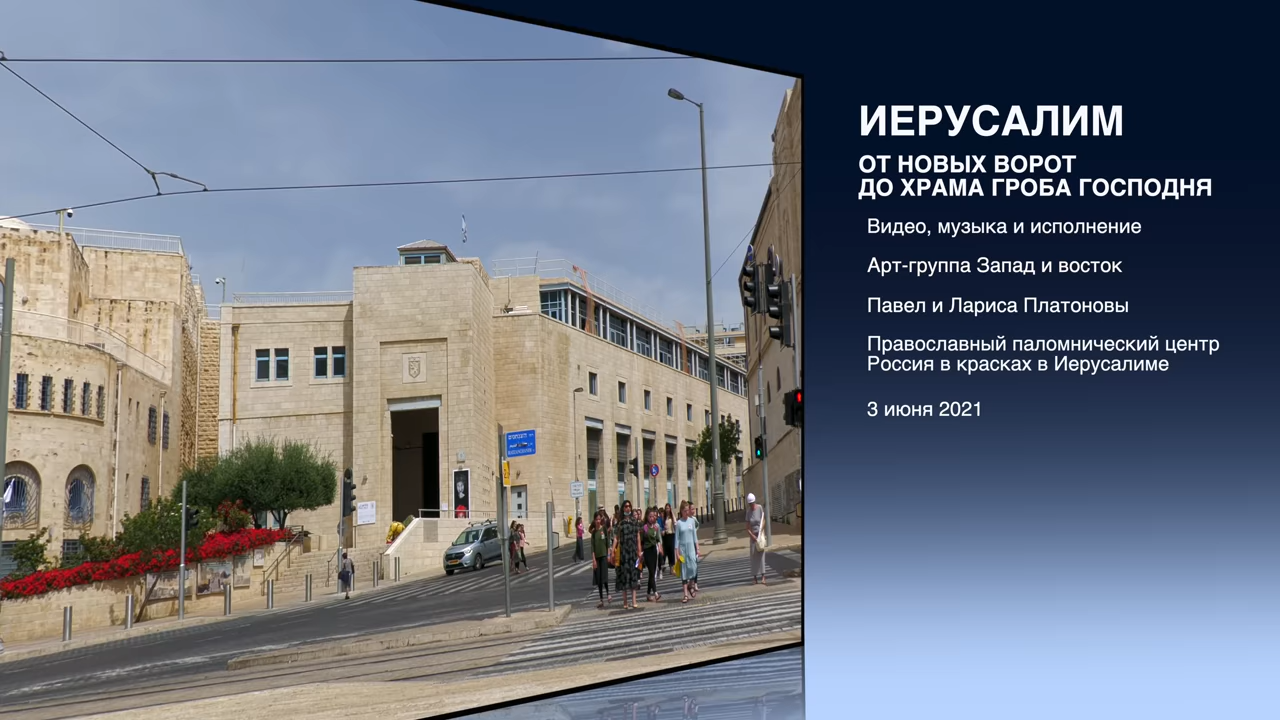 ИЕРУСАЛИМ
ОТ НОВЫХ ВОРОТ
ДО ХРАМА ГРОБА ГОСПОДНЯ
Видео, музыка и исполнение
Арт-группа Запад и восток
Павел и Лариса Платоновы
Православный паломнический центр
Россия в красках в Иерусалиме
3 июня 2021